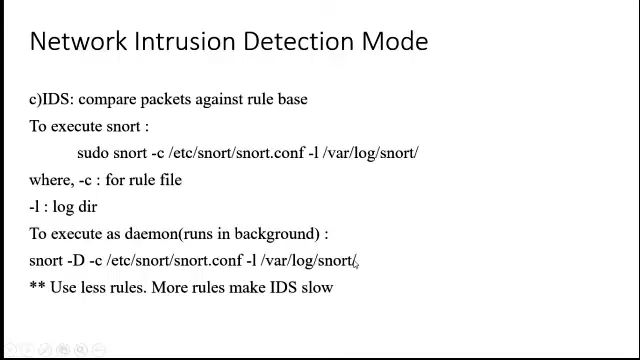 Network Intrusion Detection Mode
c)IDS: compare packets against rule base
To execute snort :
sudo snort -c /etc/snort/snort.conf -l /var/log/snort/
where, -c : for rule file
-l : log dir
To execute as daemon(runs in background) :
snort -D -c /etc/snort/snort.conf -l /var/log/snort/
** Use less rules. More rules make IDS slow